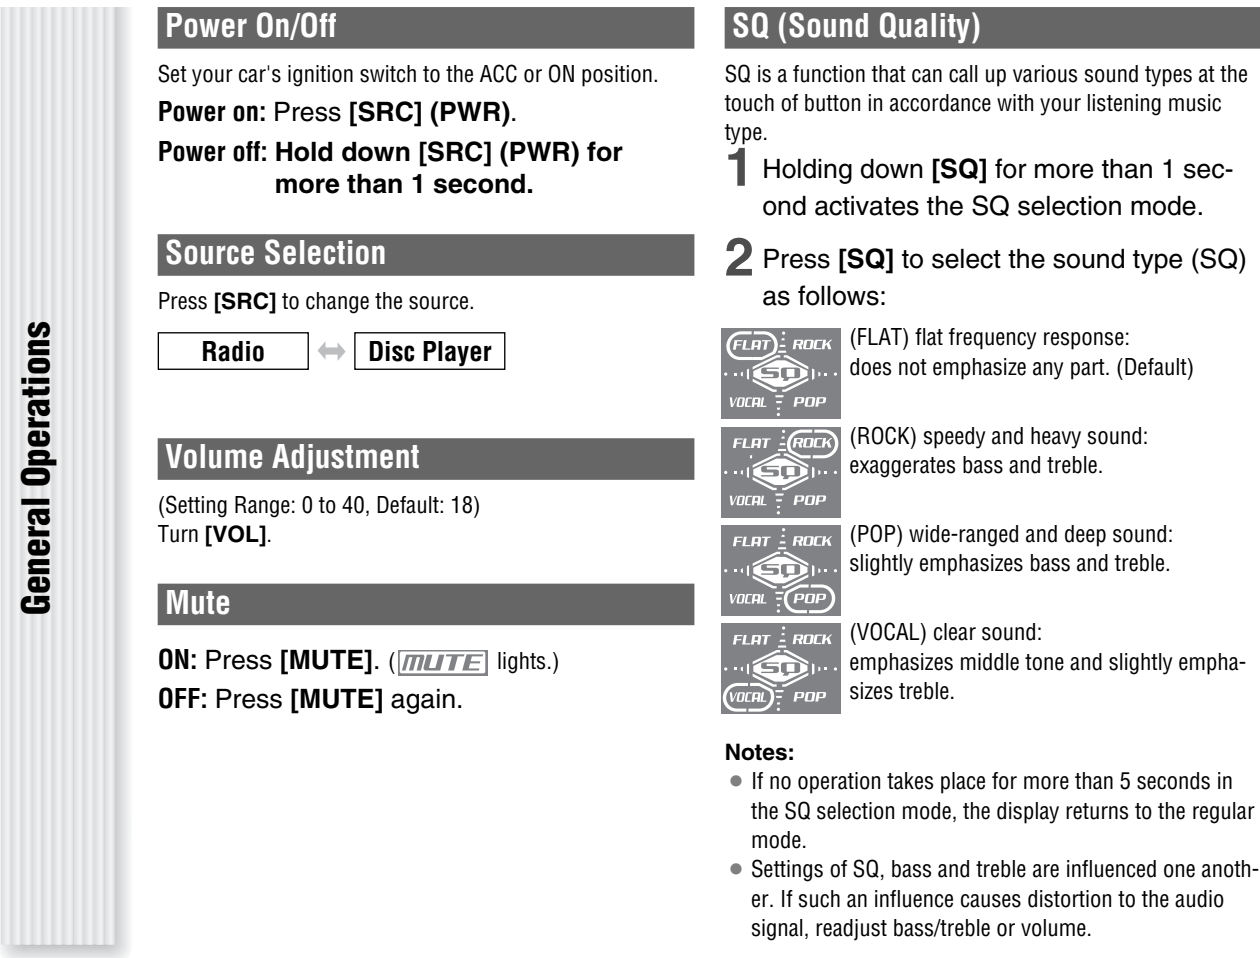 General Operations
Power On/Off
Set your car's ignition switch to the ACC or ON position.
Power on: Press [SRC] (PWR).
Power off: Hold down [SRC] (PWR) for
more than 1 second.
Source Selection
Press [SRC] to change the source.
Radio
Disc Player
Volume Adjustment
(Setting Range: 0 to 40, Default: 18)
Turn [VOL].
Mute
ON: Press [MUTE]. (MUTE lights.)
OFF: Press [MUTE] again.
SQ (Sound Quality)
SQ is a function that can call up various sound types at the
touch of button in accordance with your listening music
type.
1 Holding down [SQ] for more than 1 sec-
ond activates the SQ selection mode.
2 Press [SQ] to select the sound type (SQ)
as follows:
FLAT ROCK
SQ
VOCAL POP
(FLAT) flat frequency response:
does not emphasize any part. (Default)
FLAT ROCK
SQ
VOCAL POP
(ROCK) speedy and heavy sound:
exaggerates bass and treble.
FLAT ROCK
SQ
VOCAL POP
(POP) wide-ranged and deep sound:
slightly emphasizes bass and treble.
FLAT ROCK
SQ
VOCAL POP
(VOCAL) clear sound:
emphasizes middle tone and slightly empha-
sizes treble.
Notes:
● If no operation takes place for more than 5 seconds in
the SQ selection mode, the display returns to the regular
mode.
● Settings of SQ, bass and treble are influenced one anoth-
er. If such an influence causes distortion to the audio
signal, readjust bass/treble or volume.